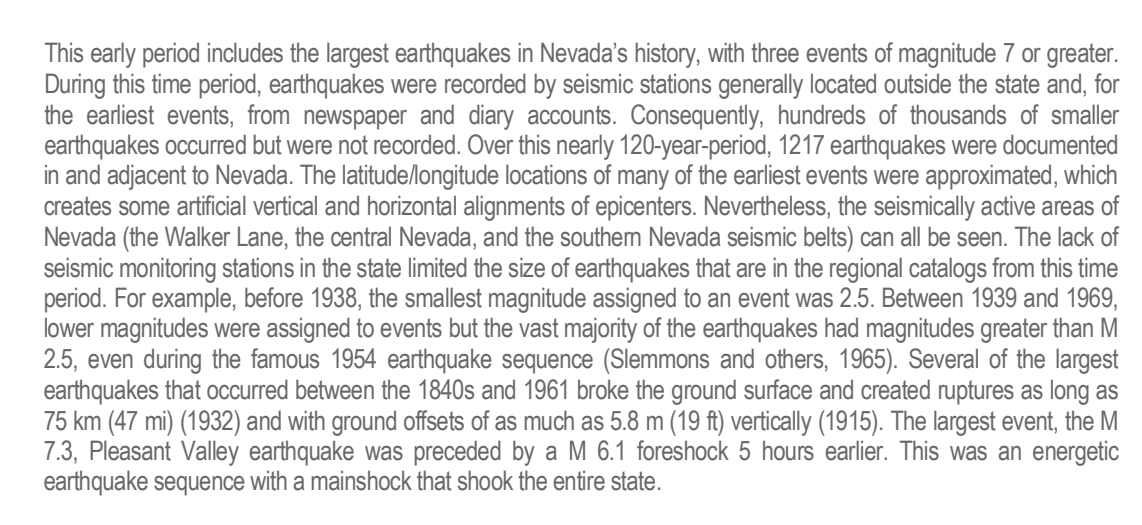 This early period includes the largest earthquakes in Nevada’s history, with three events of magnitude 7 or greater.
During this time period, earthquakes were recorded by seismic stations generally located outside the state and, for
the earliest events, from newspaper and diary accounts. Consequently, hundreds of thousands of smaller
earthquakes occurred but were not recorded. Over this nearly 120-year-period, 1217 earthquakes were documented
in and adjacent to Nevada. The latitude/longitude locations of many of the earliest events were approximated, which
creates some artificial vertical and horizontal alignments of epicenters. Nevertheless, the seismically active areas of
Nevada (the Walker Lane, the central Nevada, and the southern Nevada seismic belts) can all be seen. The lack of
seismic monitoring stations in the state limited the size of earthquakes that are in the regional catalogs from this time
period. For example, before 1938, the smallest magnitude assigned to an event was 2.5. Between 1939 and 1969,
lower magnitudes were assigned to events but the vast majority of the earthquakes had magnitudes greater than M
2.5, even during the famous 1954 earthquake sequence (Slemmons and others, 1965). Several of the largest
earthquakes that occurred between the 1840s and 1961 broke the ground surface and created ruptures as long as
75 km (47 mi) (1932) and with ground offsets of as much as 5.8 m (19 ft) vertically (1915). The largest event, the M
7.3, Pleasant Valley earthquake was preceded by a M 6.1 foreshock 5 hours earlier. This was an energetic
earthquake sequence with a mainshock that shook the entire state.